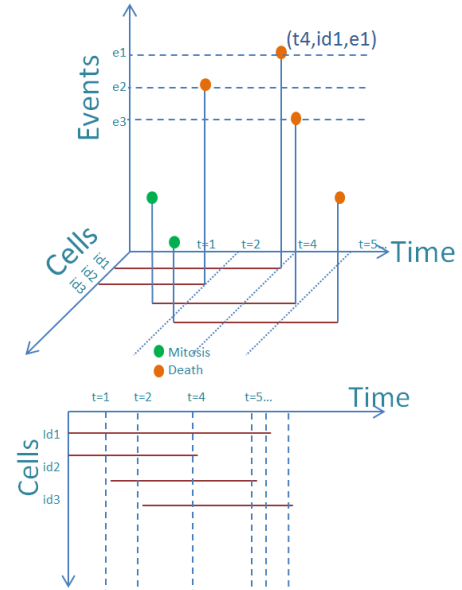 (t4,id1,e1)
Events
e1
e2
e3
Cells
id1
id2
id3
t=1
t=2
t=4
t=5..
Time
Mitosis
Death
Time
t=1
t=2
t=4
t=5...
Cells
Id1
id2
id3